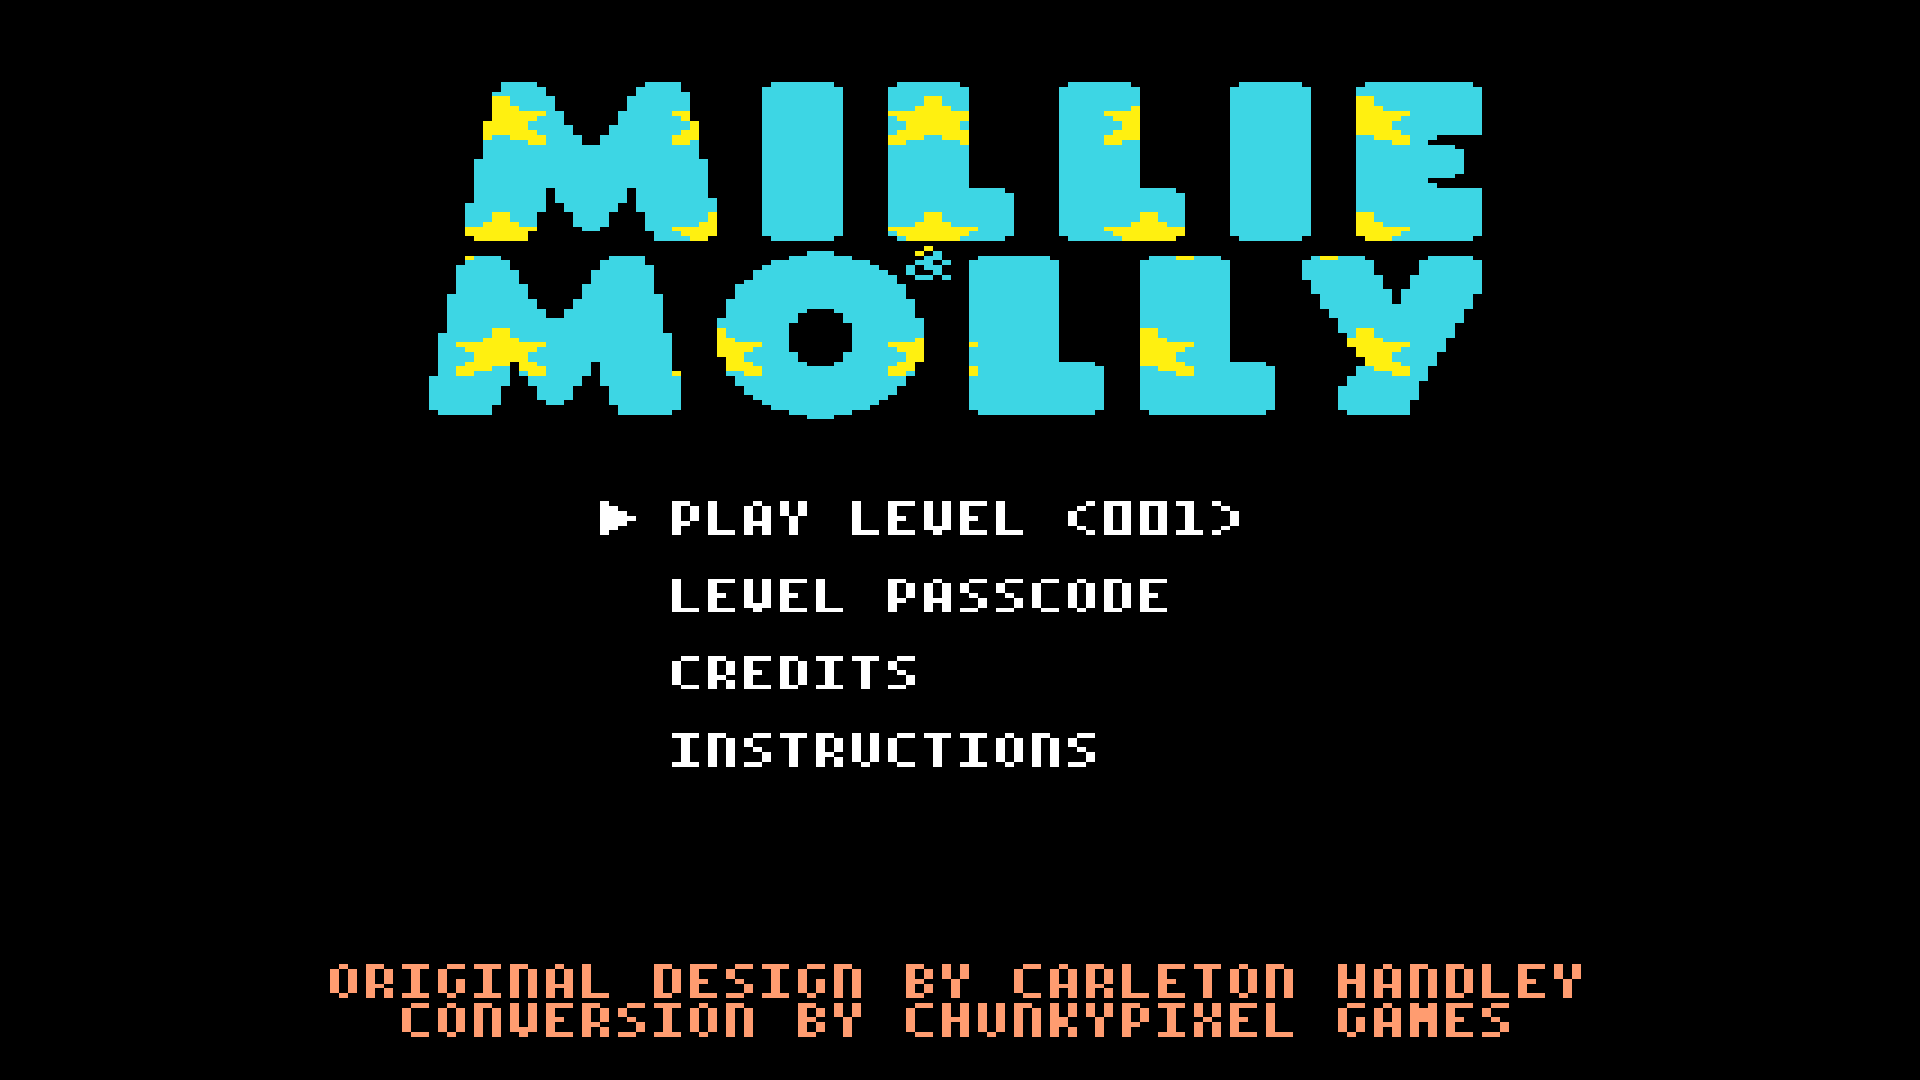 MILLIE
&
MOLLY
PLAY LEVEL <001>
LEVEL PASSCODE
CREDITS
INSTRUCTIONS
ORIGINAL DESIGN BY CARLETON HANDLEY
CONVERSION BY CHUNKYPIXEL GAMES